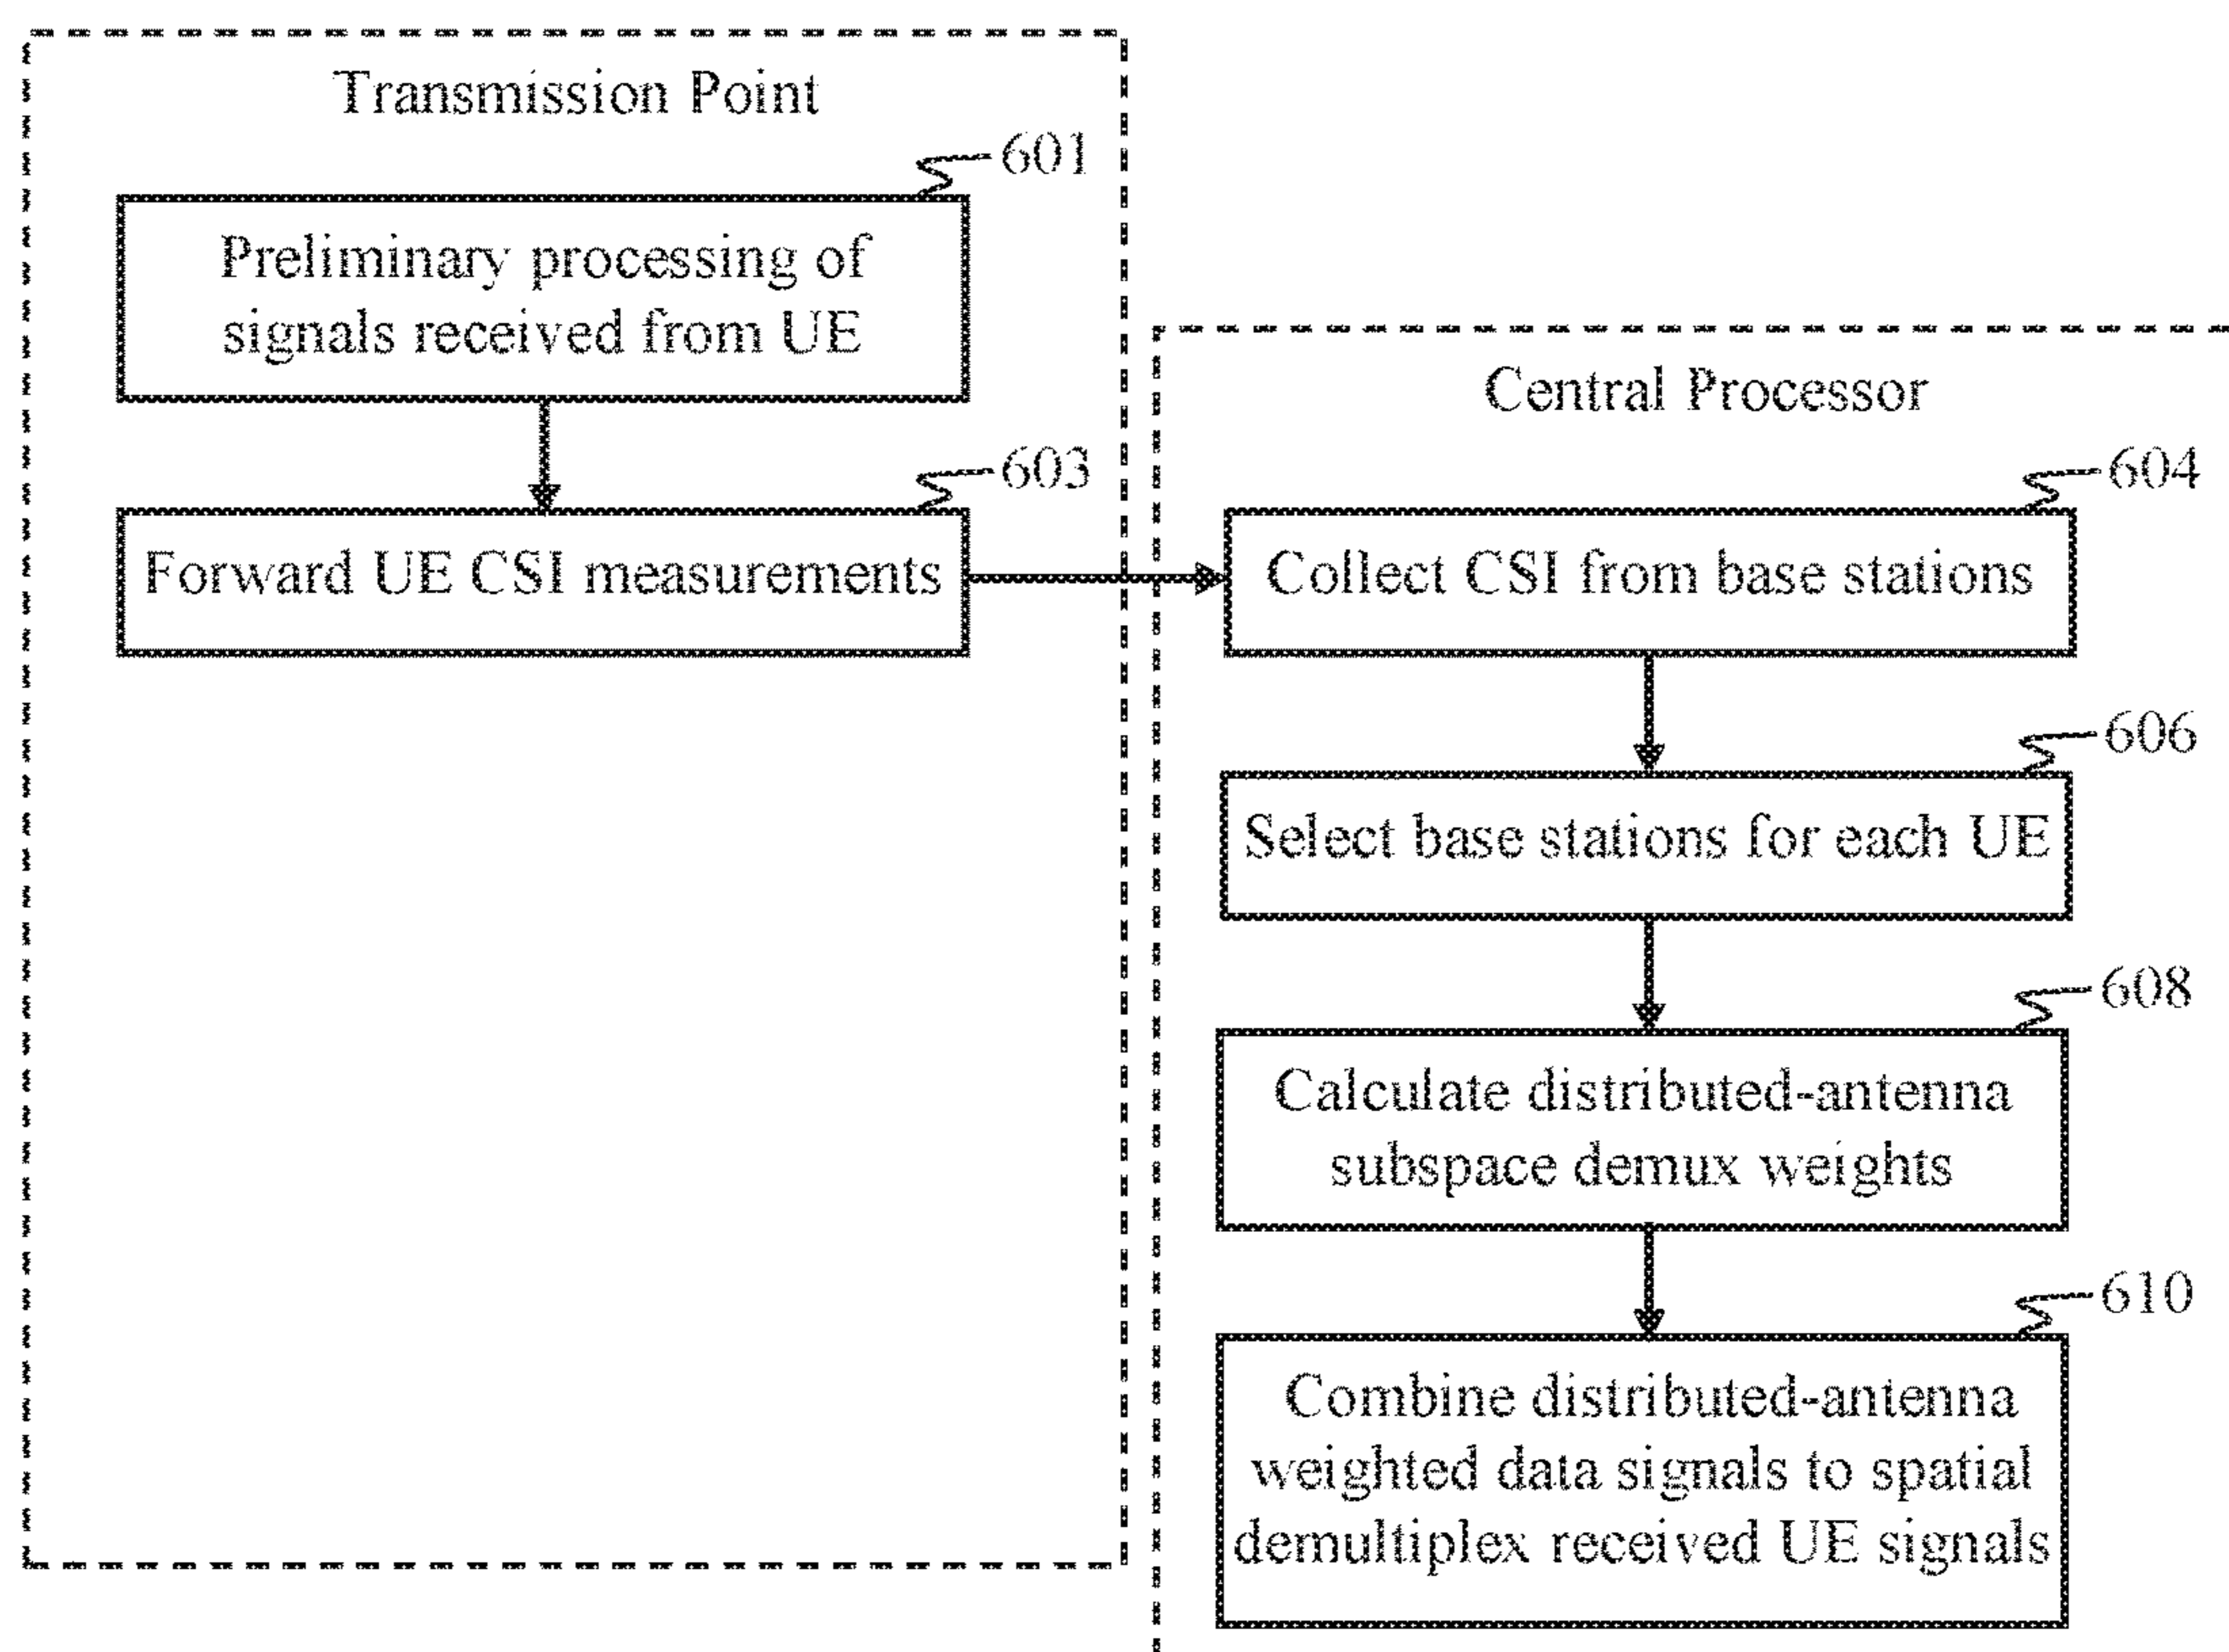 Transmission Point
601
Preliminary processing of
signals received from UE
603
Forward UE CSI measurements
Central Processor
604
Collect CSI from base stations
606
Select base stations for each UE
608
Calculate distributed-antenna
subspace demux weights
610
Combine distributed-antenna
weighted data signals to spatial
demultiplex received UE signals